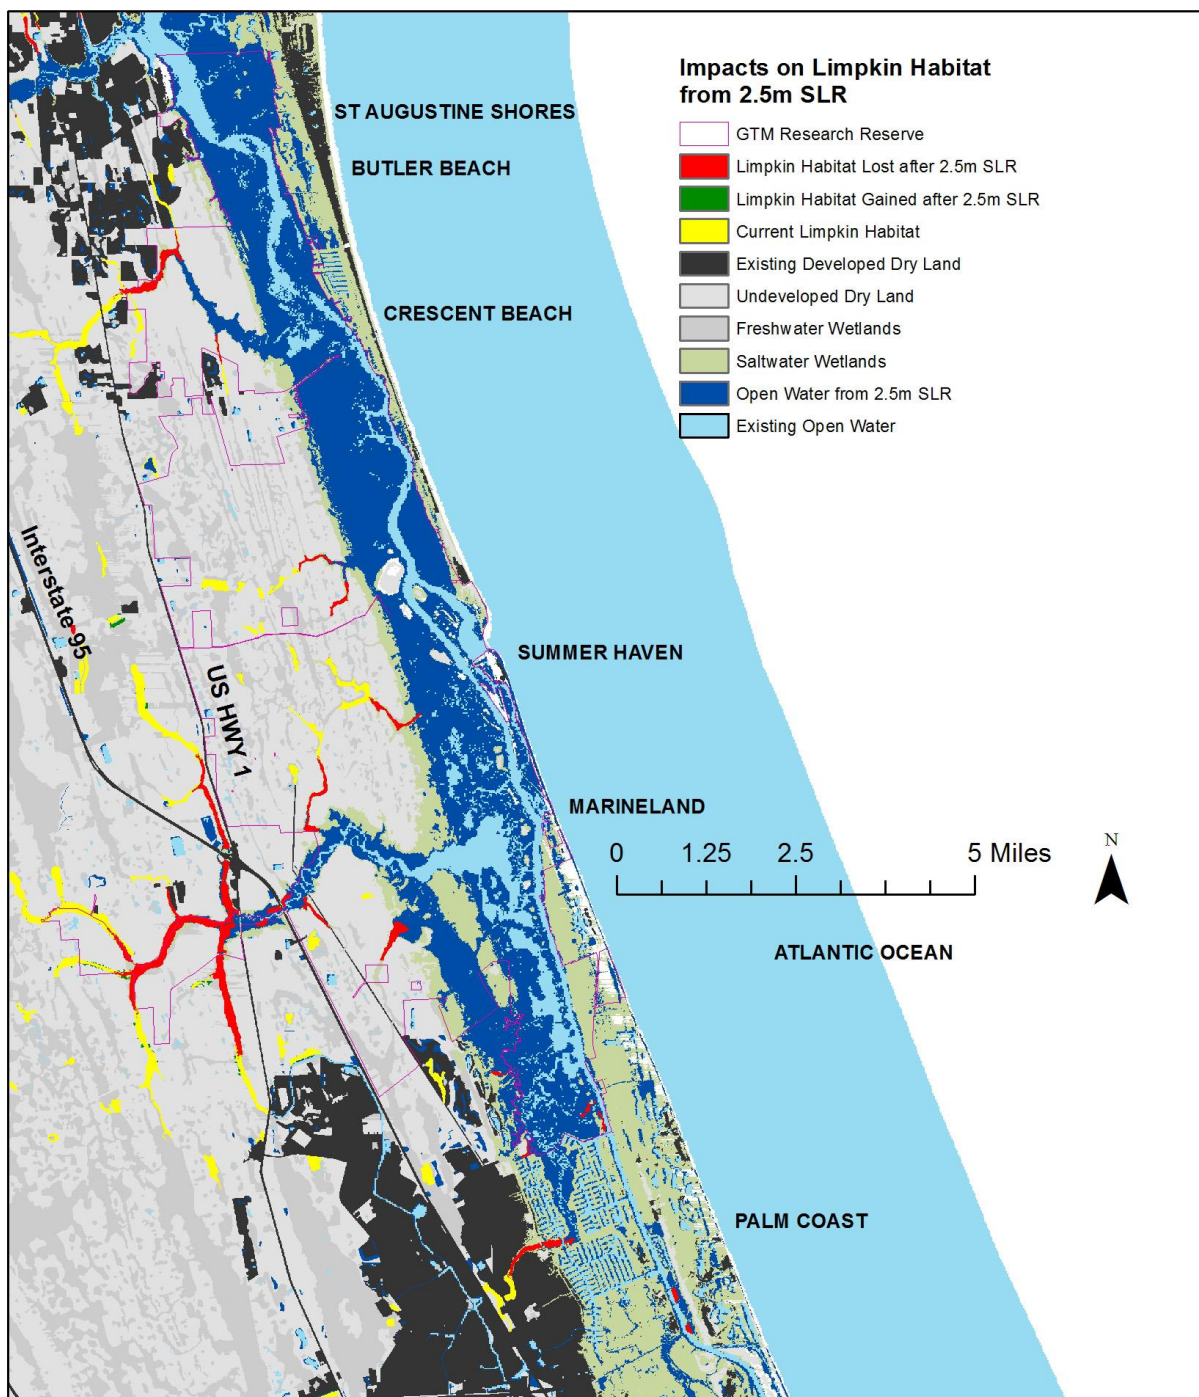 Impacts on Limpkin Habitat
from 2.5m SLR
GTM Research Reserve
Limpkin Habitat Lost after 2.5m SLR
Limpkin Habitat Gained after 2.5m SLR
Current Limpkin Habitat
Existing Developed Dry Land
Undeveloped Dry Land
Freshwater Wetlands
Saltwater Wetlands
Open Water from 2.5m SLR
Existing Open Water
ST AUGUSTINE SHORES
BUTLER BEACH
CRESCENT BEACH
Interstate 95
US HWY 1
SUMMER HAVEN
MARINELAND
0 1.25 2.5 5 Miles
N
ATLANTIC OCEAN
PALM COAST